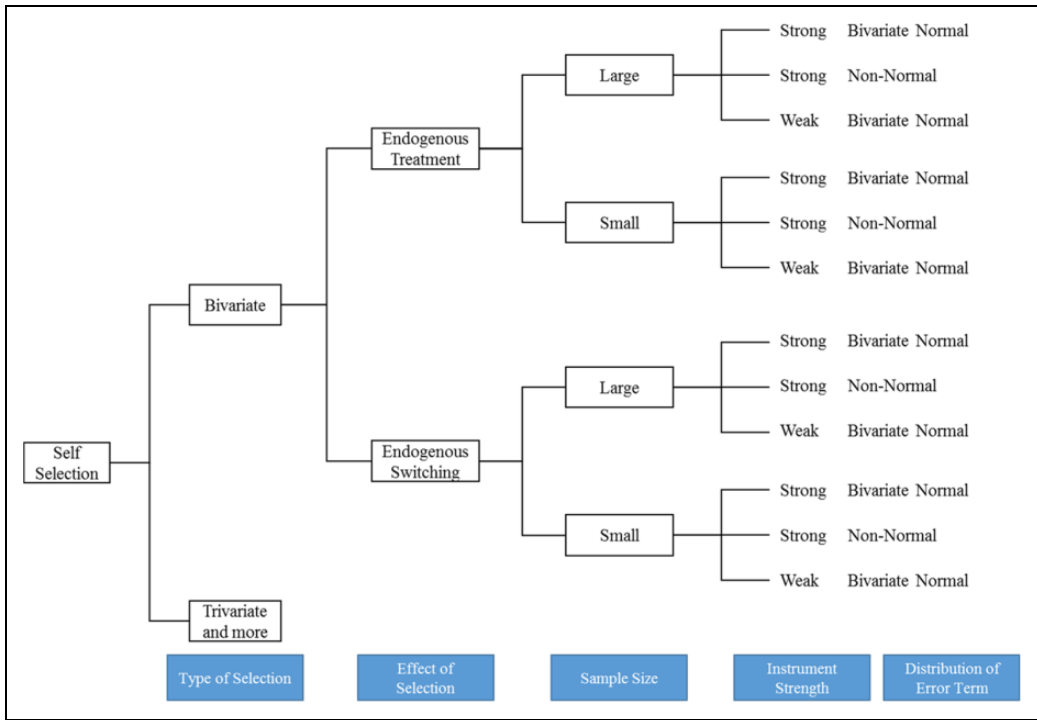 Strong Bivariate Normal
Large Strong Non-Normal
Weak Bivariate Normal
Endogenous
Treatment
Strong Bivariate Normal
Small Strong Non-Normal
Weak Bivariate Normal
Bivariate
Strong Bivariate Normal
Large Strong Non-Normal
Weak Bivariate Normal
Self
Selection
Endogenous
Switching
Strong Bivariate Normal
Small Strong Non-Normal
Weak Bivariate Normal
Trivariate
and more
Type of Selection
Effect of
Selection
Sample Size
Instrument
Strength
Distribution of
Error Term